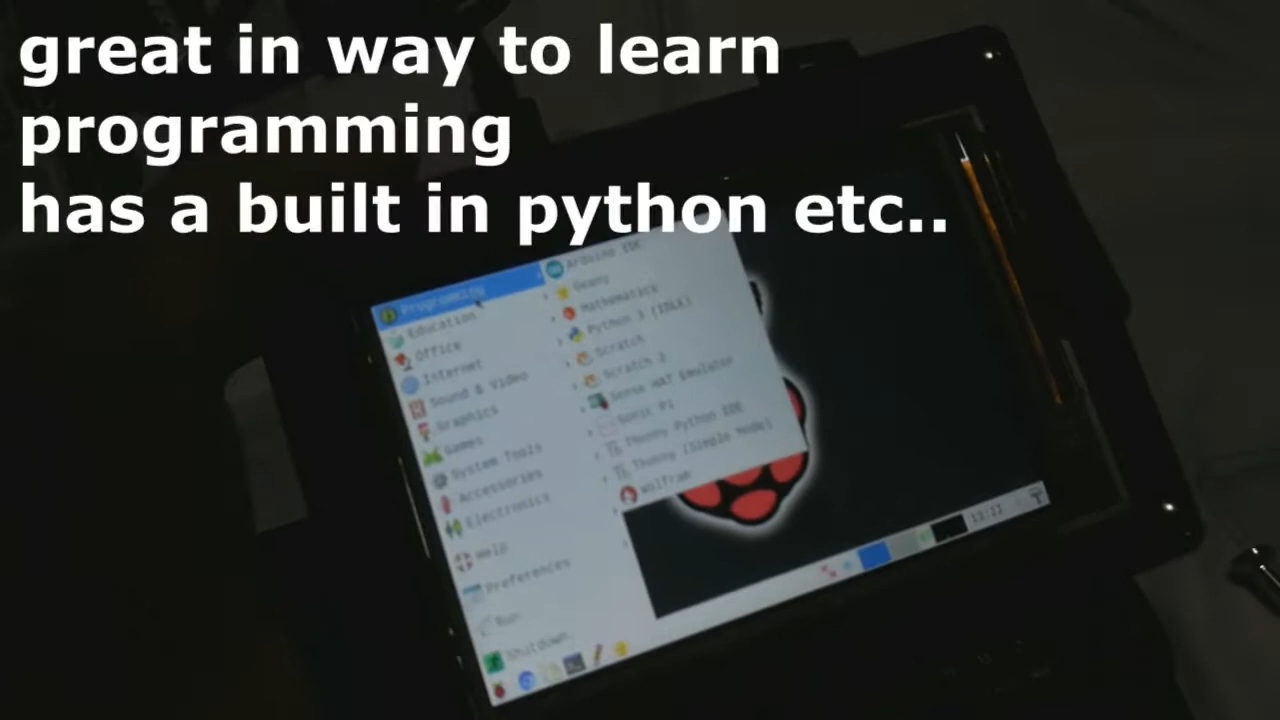 great in way to learn
programming
has a built in python etc..
Programming
Education
Office
Internet
Sound & Video
Graphics
Games
System Tools
Accessories
Electronics
Help
Preferences
Run
Shutdown
Arduino IDE
Geany
Mathematica
Python 3 (IDLE)
Scratch
Scratch 2
Sense HAT Emulator
Sonic Pi
Thonny Python IDE
Thonny (Simple Mode)
Wolfram